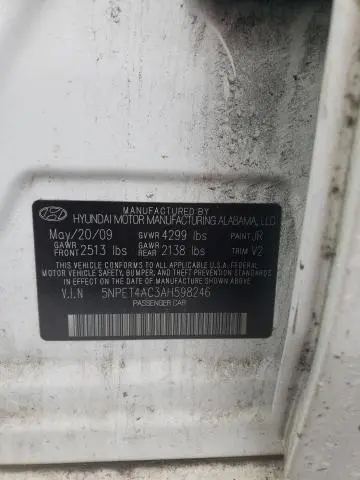 MANUFACTURED BY
HYUNDAI MOTOR MANUFACTURING ALABAMA, LLC
May/20/09 GVWR 4299 lbs PAINT JR
GAWR FRONT 2513 lbs GAWR REAR 2138 lbs TRIM V2
THIS VEHICLE CONFORMS TO ALL APPLICABLE U.S.A. FEDERAL
MOTOR VEHICLE SAFETY, BUMPER, AND THEFT PREVENTION STANDARDS
IN EFFECT ON THE DATE OF MANUFACTURE SHOWN ABOVE.
V.I.N 5NPET4AC3AH598246
PASSENGER CAR